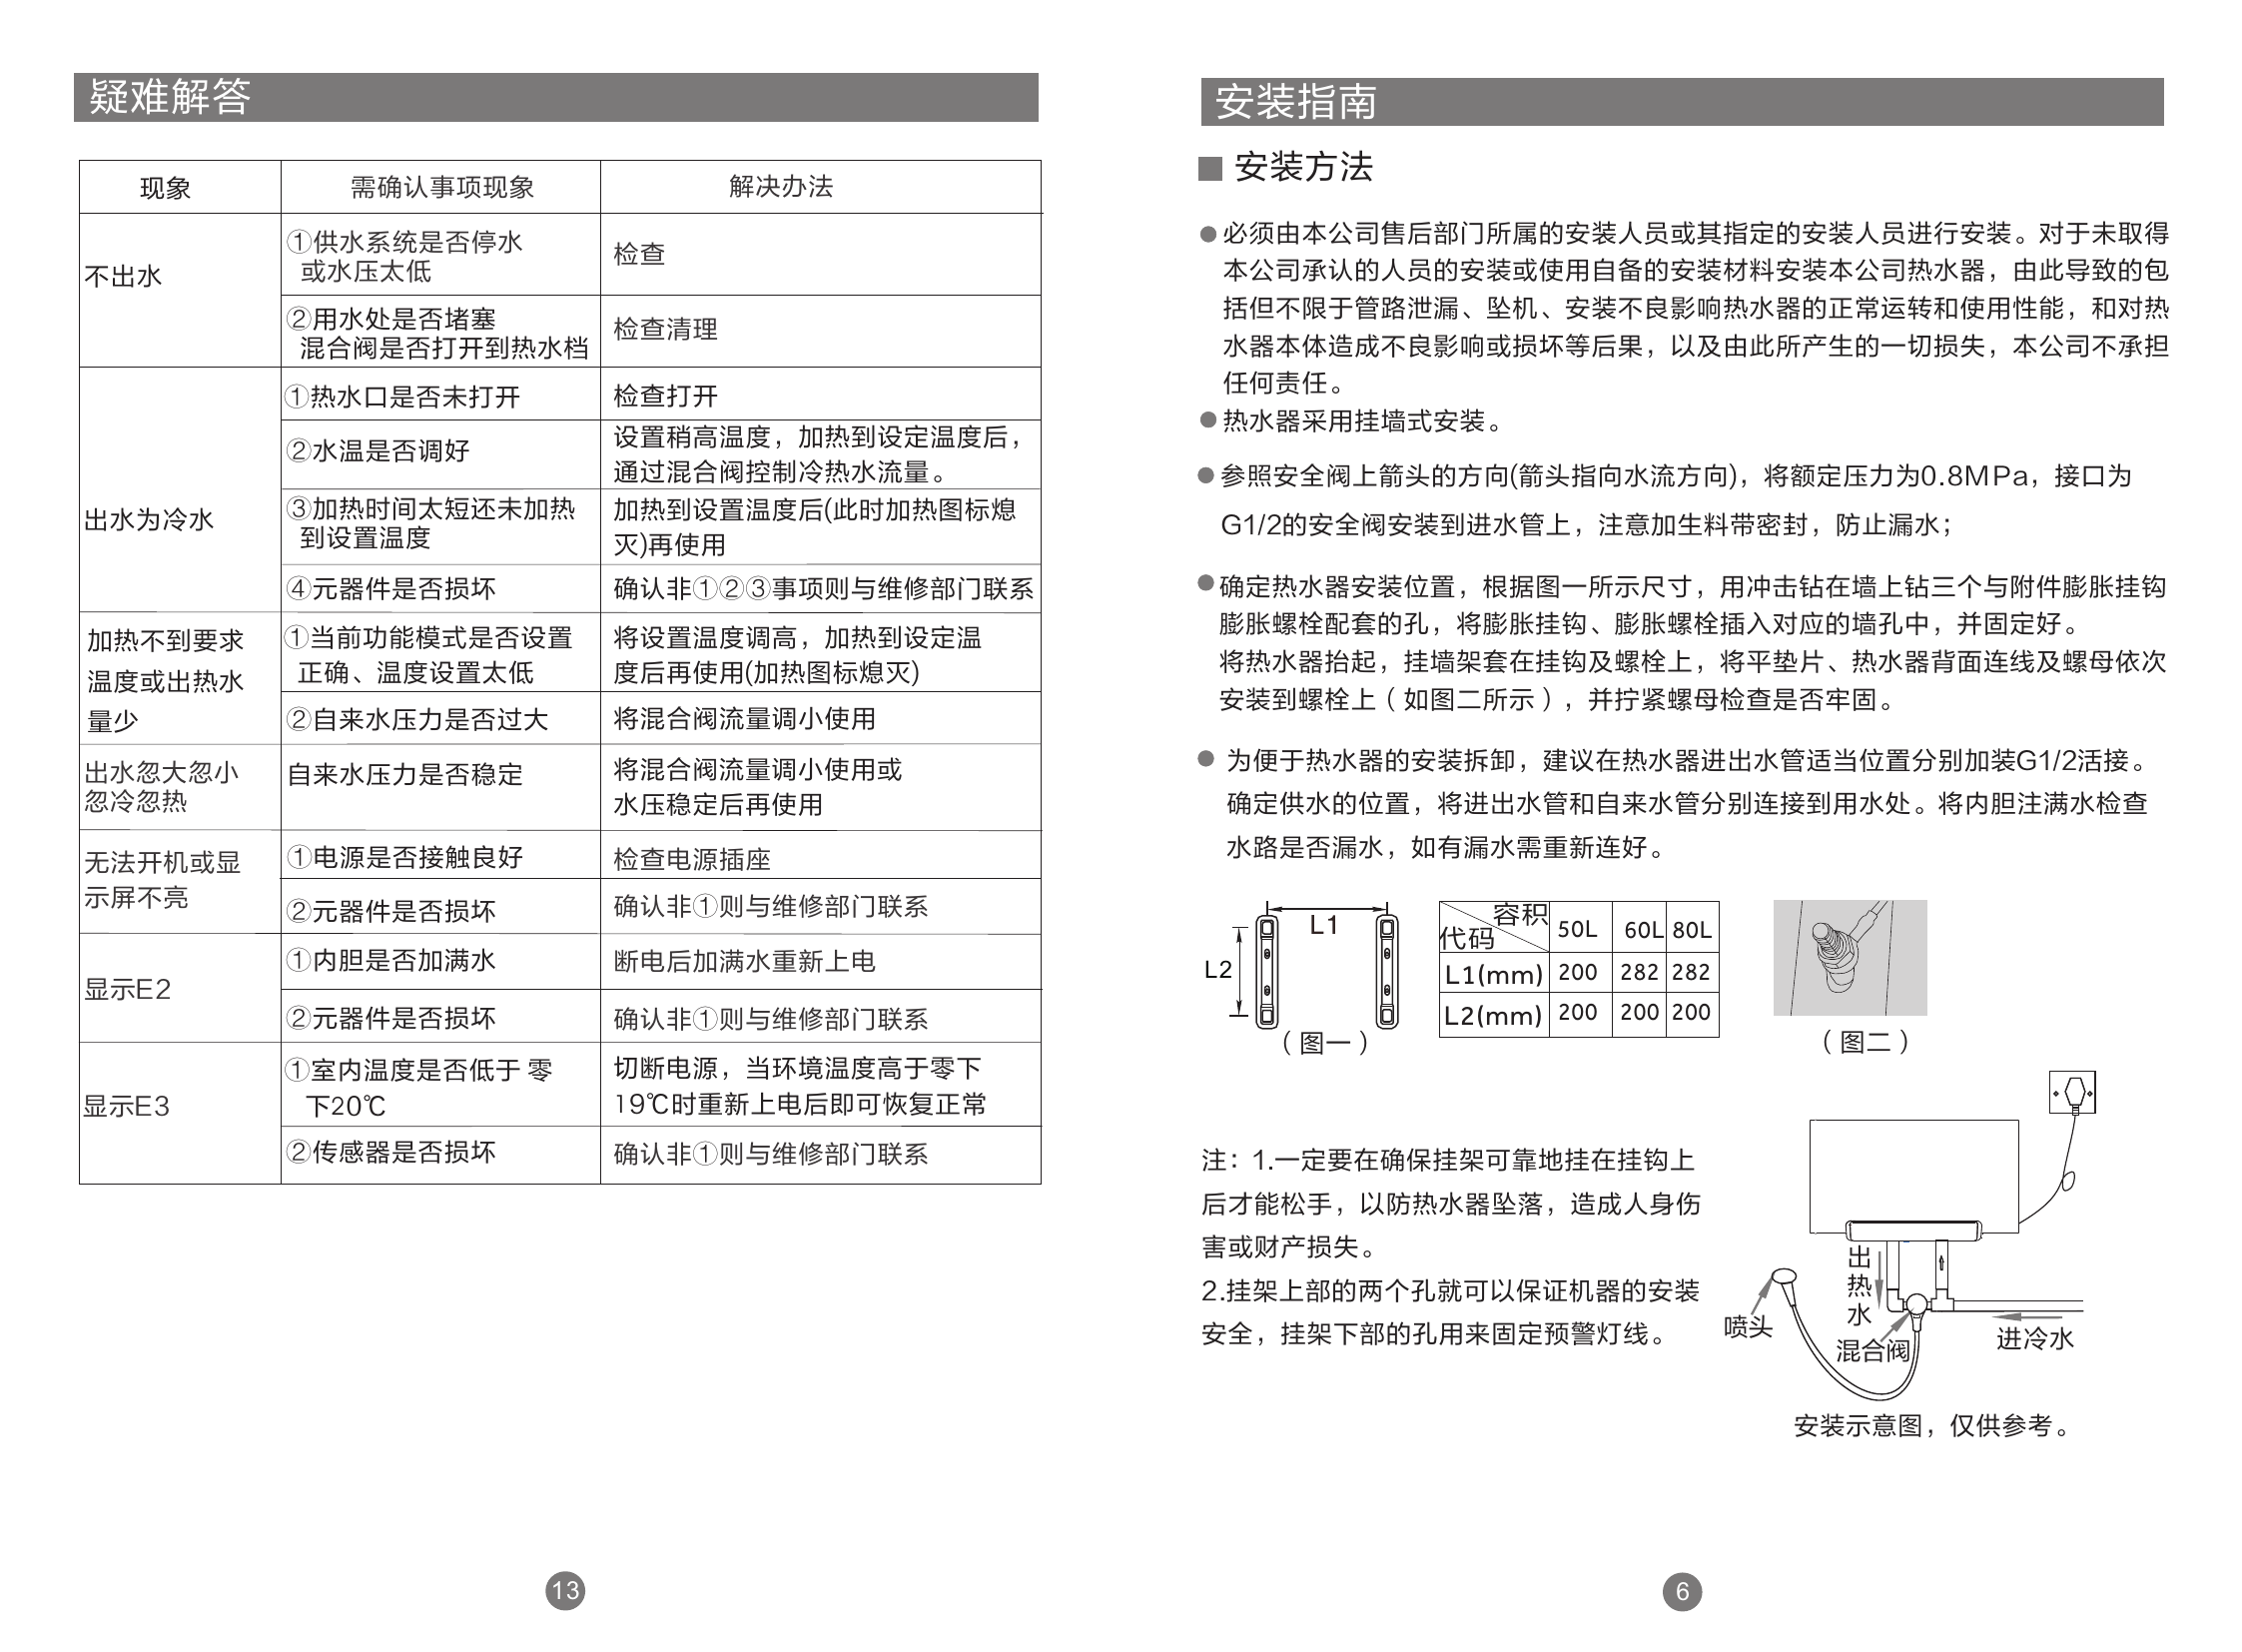 疑难解答
现象
需确认事项现象
解决办法
不出水
①供水系统是否停水
或水压太低
检查
②用水处是否堵塞
混合阀是否打开到热水档
检查清理
出水为冷水
①热水口是否未打开
检查打开
②水温是否调好
设置稍高温度，加热到设定温度后，
通过混合阀控制冷热水流量。
③加热时间太短还未加热
到设置温度
加热到设置温度后(此时加热图标熄
灭)再使用
④元器件是否损坏
确认非①②③事项则与维修部门联系
加热不到要求
温度或出热水
量少
①当前功能模式是否设置
正确、温度设置太低
将设置温度调高，加热到设定温
度后再使用(加热图标熄灭)
②自来水压力是否过大
将混合阀流量调小使用
出水忽大忽小
忽冷忽热
自来水压力是否稳定
将混合阀流量调小使用或
水压稳定后再使用
无法开机或显
示屏不亮
①电源是否接触良好
检查电源插座
②元器件是否损坏
确认非①则与维修部门联系
显示E2
①内胆是否加满水
断电后加满水重新上电
②元器件是否损坏
确认非①则与维修部门联系
显示E3
①室内温度是否低于 零
下20℃
切断电源，当环境温度高于零下
19℃时重新上电后即可恢复正常
②传感器是否损坏
确认非①则与维修部门联系
13
安装指南
■ 安装方法
●必须由本公司售后部门所属的安装人员或其指定的安装人员进行安装。对于未取得
本公司承认的人员的安装或使用自备的安装材料安装本公司热水器，由此导致的包
括但不限于管路泄漏、坠机、安装不良影响热水器的正常运转和使用性能，和对热
水器本体造成不良影响或损坏等后果，以及由此所产生的一切损失，本公司不承担
任何责任。
●热水器采用挂墙式安装。
●参照安全阀上箭头的方向(箭头指向水流方向)，将额定压力为0.8MPa，接口为
G1/2的安全阀安装到进水管上，注意加生料带密封，防止漏水；
●确定热水器安装位置，根据图一所示尺寸，用冲击钻在墙上钻三个与附件膨胀挂钩
膨胀螺栓配套的孔，将膨胀挂钩、膨胀螺栓插入对应的墙孔中，并固定好。
将热水器抬起，挂墙架套在挂钩及螺栓上，将平垫片、热水器背面连线及螺母依次
安装到螺栓上（如图二所示），并拧紧螺母检查是否牢固。
●为便于热水器的安装拆卸，建议在热水器进出水管适当位置分别加装G1/2活接。
确定供水的位置，将进出水管和自来水管分别连接到用水处。将内胆注满水检查
水路是否漏水，如有漏水需重新连好。
L1
L2
（图一）
容积
代码
50L 60L 80L
L1(mm) 200 282 282
L2(mm) 200 200 200
（图二）
注：1.一定要在确保挂架可靠地挂在挂钩上
后才能松手，以防热水器坠落，造成人身伤
害或财产损失。
2.挂架上部的两个孔就可以保证机器的安装
安全，挂架下部的孔用来固定预警灯线。
出
热
水
喷头
混合阀
进冷水
安装示意图，仅供参考。
6